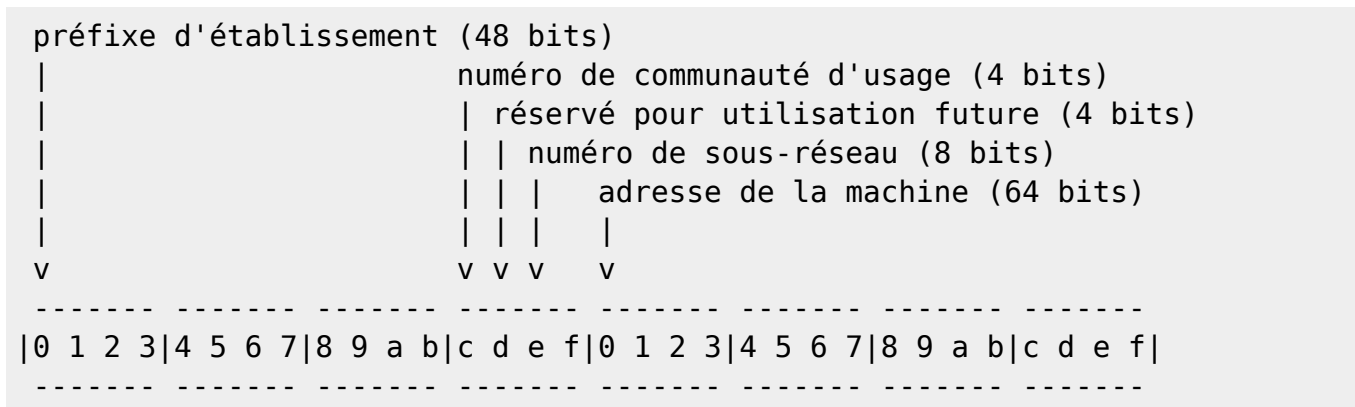 préfixe d'établissement (48 bits)
|                       numéro de communauté d'usage (4 bits)
|                       | réservé pour utilisation future (4 bits)
|                       | | numéro de sous-réseau (8 bits)
|                       | | |   adresse de la machine (64 bits)
|                       | | |   |
v                       v v v   v
 ------- ------- ------- ------- ------- ------- ------- -------
|0 1 2 3|4 5 6 7|8 9 a b|c d e f|0 1 2 3|4 5 6 7|8 9 a b|c d e f|
 ------- ------- ------- ------- ------- ------- ------- -------